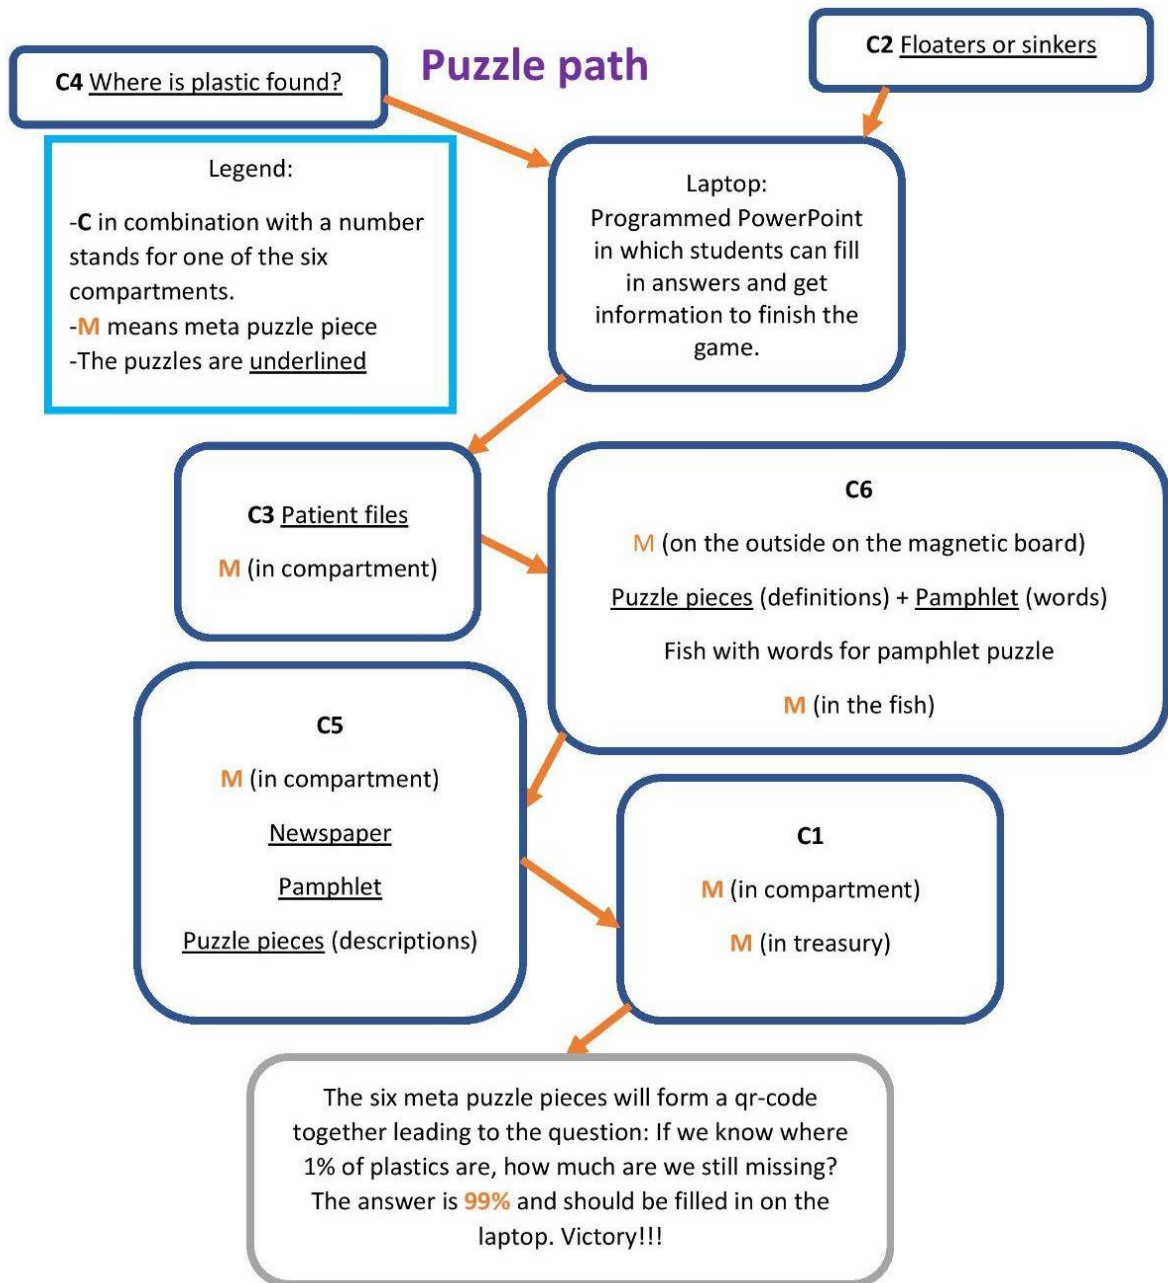 Puzzle path
C4 Where is plastic found?
C2 Floaters or sinkers
Legend:
-C in combination with a number
stands for one of the six
compartments.
-M means meta puzzle piece
-The puzzles are underlined
Laptop:
Programmed PowerPoint
in which students can fill
in answers and get
information to finish the
game.
C3 Patient files
M (in compartment)
C6
M (on the outside on the magnetic board)
Puzzle pieces (definitions) + Pamphlet (words)
Fish with words for pamphlet puzzle
M (in the fish)
C5
M (in compartment)
Newspaper
Pamphlet
Puzzle pieces (descriptions)
C1
M (in compartment)
M (in treasury)
The six meta puzzle pieces will form a qr-code
together leading to the question: If we know where
1% of plastics are, how much are we still missing?
The answer is 99% and should be filled in on the
laptop. Victory!!!